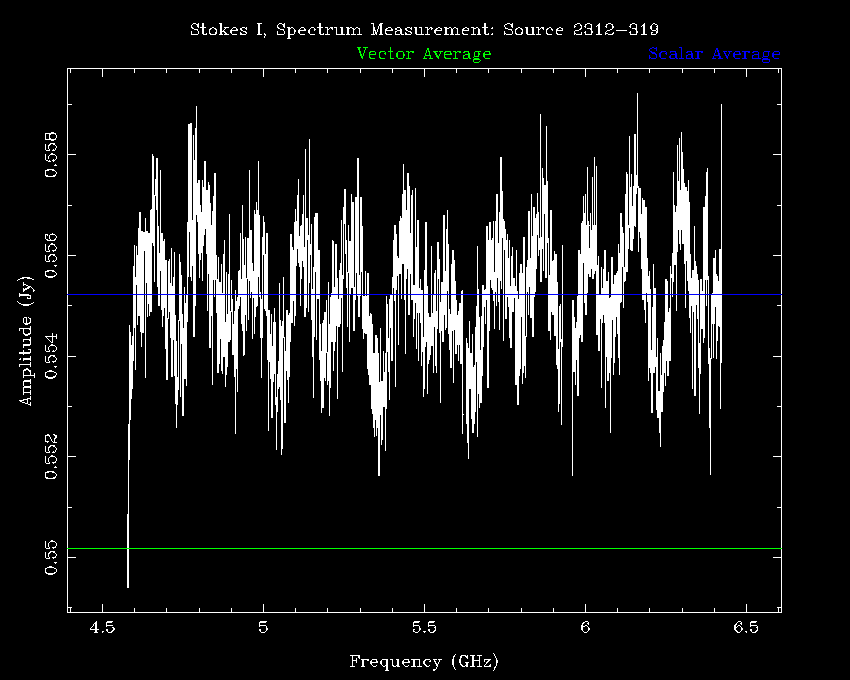 Stokes I, Spectrum Measurement: Source 2312-319
Vector Average Scalar Average
0.558
0.556
0.554
0.552
0.55
Amplitude (Jy)
4.5 5 5.5 6 6.5
Frequency (GHz)